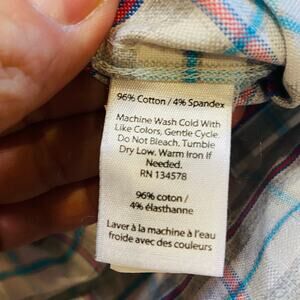 96% Cotton / 4% Spandex
Machine Wash Cold With
Like Colors, Gentle Cycle.
Do Not Bleach. Tumble
Dry Low. Warm Iron If
Needed.
RN 134578
96% coton /
4% élasthanne
Laver à la machine à l'eau
froide avec des couleurs